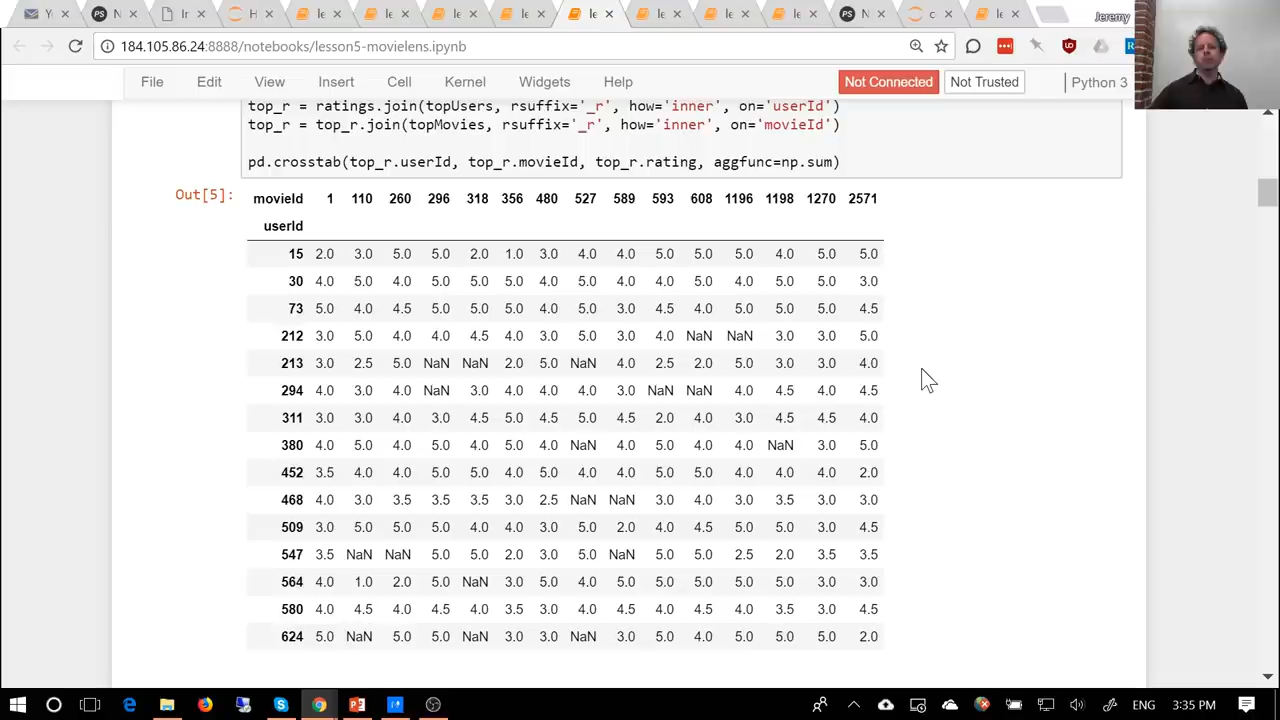 Jeremy
184.105.86.24:8888/notebooks/lesson5-movielens.ipynb
File Edit View Insert Cell Kernel Widgets Help Not Connected Not Trusted Python 3
top_r = ratings.join(topUsers, rsuffix='_r', how='inner', on='userId')
top_r = top_r.join(topMovies, rsuffix='_r', how='inner', on='movieId')
pd.crosstab(top_r.userId, top_r.movieId, top_r.rating, aggfunc=np.sum)
Out[5]:
movieId 1 110 260 296 318 356 480 527 589 593 608 1196 1198 1270 2571
userId
15 2.0 3.0 5.0 5.0 2.0 1.0 3.0 4.0 4.0 5.0 5.0 5.0 4.0 5.0 5.0
30 4.0 5.0 4.0 5.0 5.0 5.0 4.0 5.0 4.0 4.0 5.0 4.0 5.0 5.0 3.0
73 5.0 4.0 4.5 5.0 5.0 5.0 4.0 5.0 3.0 4.5 4.0 5.0 5.0 5.0 4.5
212 3.0 5.0 4.0 4.0 4.5 4.0 3.0 5.0 3.0 4.0 NaN NaN 3.0 3.0 5.0
213 3.0 2.5 5.0 NaN NaN 2.0 5.0 NaN 4.0 2.5 2.0 5.0 3.0 3.0 4.0
294 4.0 3.0 4.0 NaN 3.0 4.0 4.0 4.0 3.0 NaN NaN 4.0 4.5 4.0 4.5
311 3.0 3.0 4.0 3.0 4.5 5.0 4.5 5.0 4.5 2.0 4.0 3.0 4.5 4.5 4.0
380 4.0 5.0 4.0 5.0 4.0 5.0 4.0 NaN 4.0 5.0 4.0 4.0 NaN 3.0 5.0
452 3.5 4.0 4.0 5.0 5.0 4.0 5.0 4.0 4.0 5.0 5.0 4.0 4.0 4.0 2.0
468 4.0 3.0 3.5 3.5 3.5 3.0 2.5 NaN NaN 3.0 4.0 3.0 3.5 3.0 3.0
509 3.0 5.0 5.0 5.0 4.0 4.0 3.0 5.0 2.0 4.0 4.5 5.0 5.0 3.0 4.5
547 3.5 NaN NaN 5.0 5.0 2.0 3.0 5.0 NaN 5.0 5.0 2.5 2.0 3.5 3.5
564 4.0 1.0 2.0 5.0 NaN 3.0 5.0 4.0 5.0 5.0 5.0 5.0 5.0 3.0 3.0
580 4.0 4.5 4.0 4.5 4.0 3.5 3.0 4.0 4.5 4.0 4.5 4.0 3.5 3.0 4.5
624 5.0 NaN 5.0 5.0 NaN 3.0 3.0 NaN 3.0 5.0 4.0 5.0 5.0 5.0 2.0
ENG 3:35 PM